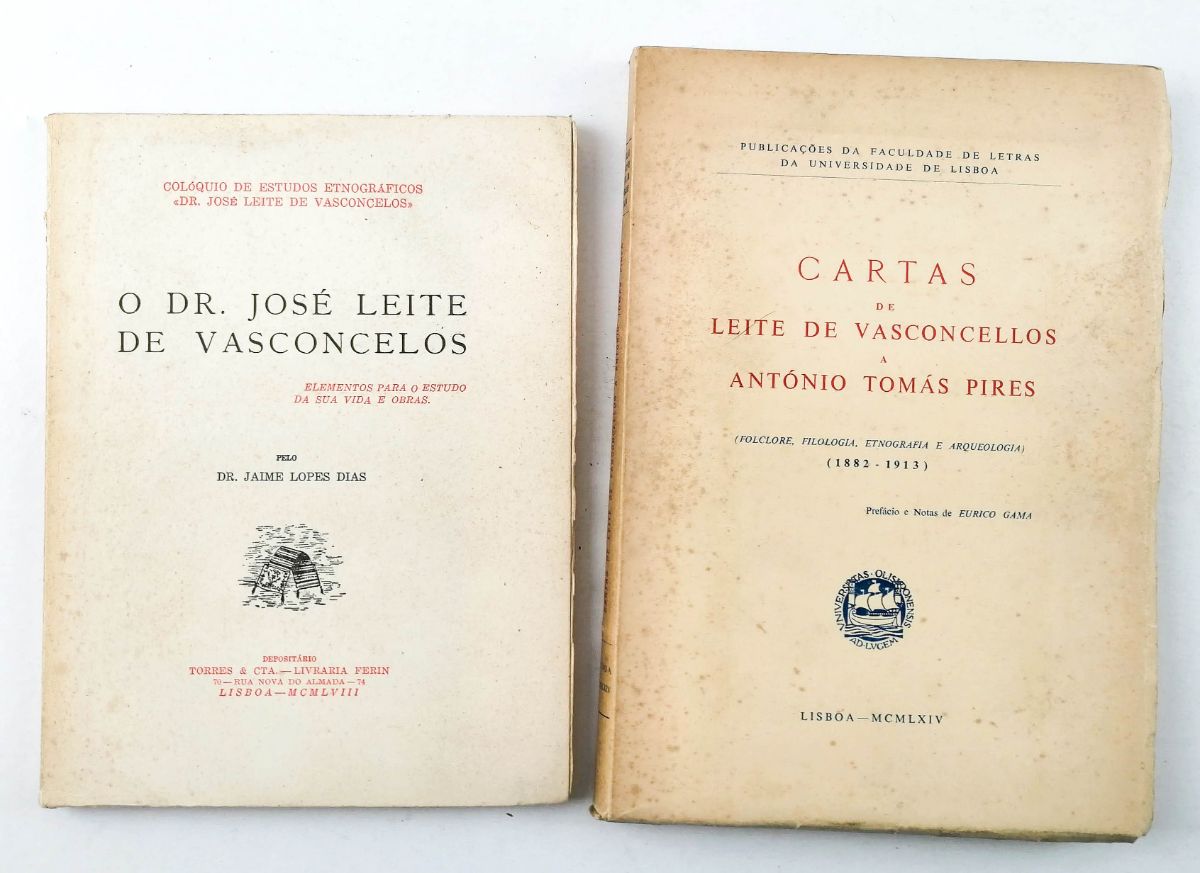 COLÓQUIO DE ESTUDOS ETNOGRÁFICOS
«DR. JOSÉ LEITE DE VASCONCELOS»
O DR. JOSÉ LEITE
DE VASCONCELOS
ELEMENTOS PARA O ESTUDO
DA SUA VIDA E OBRAS.
PELO
DR. JAIME LOPES DIAS
DEPOSITÁRIO
TORRES & CTA.—LIVRARIA FERIN
70—RUA NOVA DO ALMADA—74
LISBOA—MCMLVIII
PUBLICAÇÕES DA FACULDADE DE LETRAS
DA UNIVERSIDADE DE LISBOA
CARTAS
DE
LEITE DE VASCONCELLOS
A
ANTÓNIO TOMÁS PIRES
(FOLCLORE, FILOLOGIA, ETNOGRAFIA E ARQUEOLOGIA)
(1882-1913)
Prefácio e Notas de EURICO GAMA
UNIVERSITAS·OLISIPONENSIS
AD·LVCEM
LISBOA—MCMLXIV